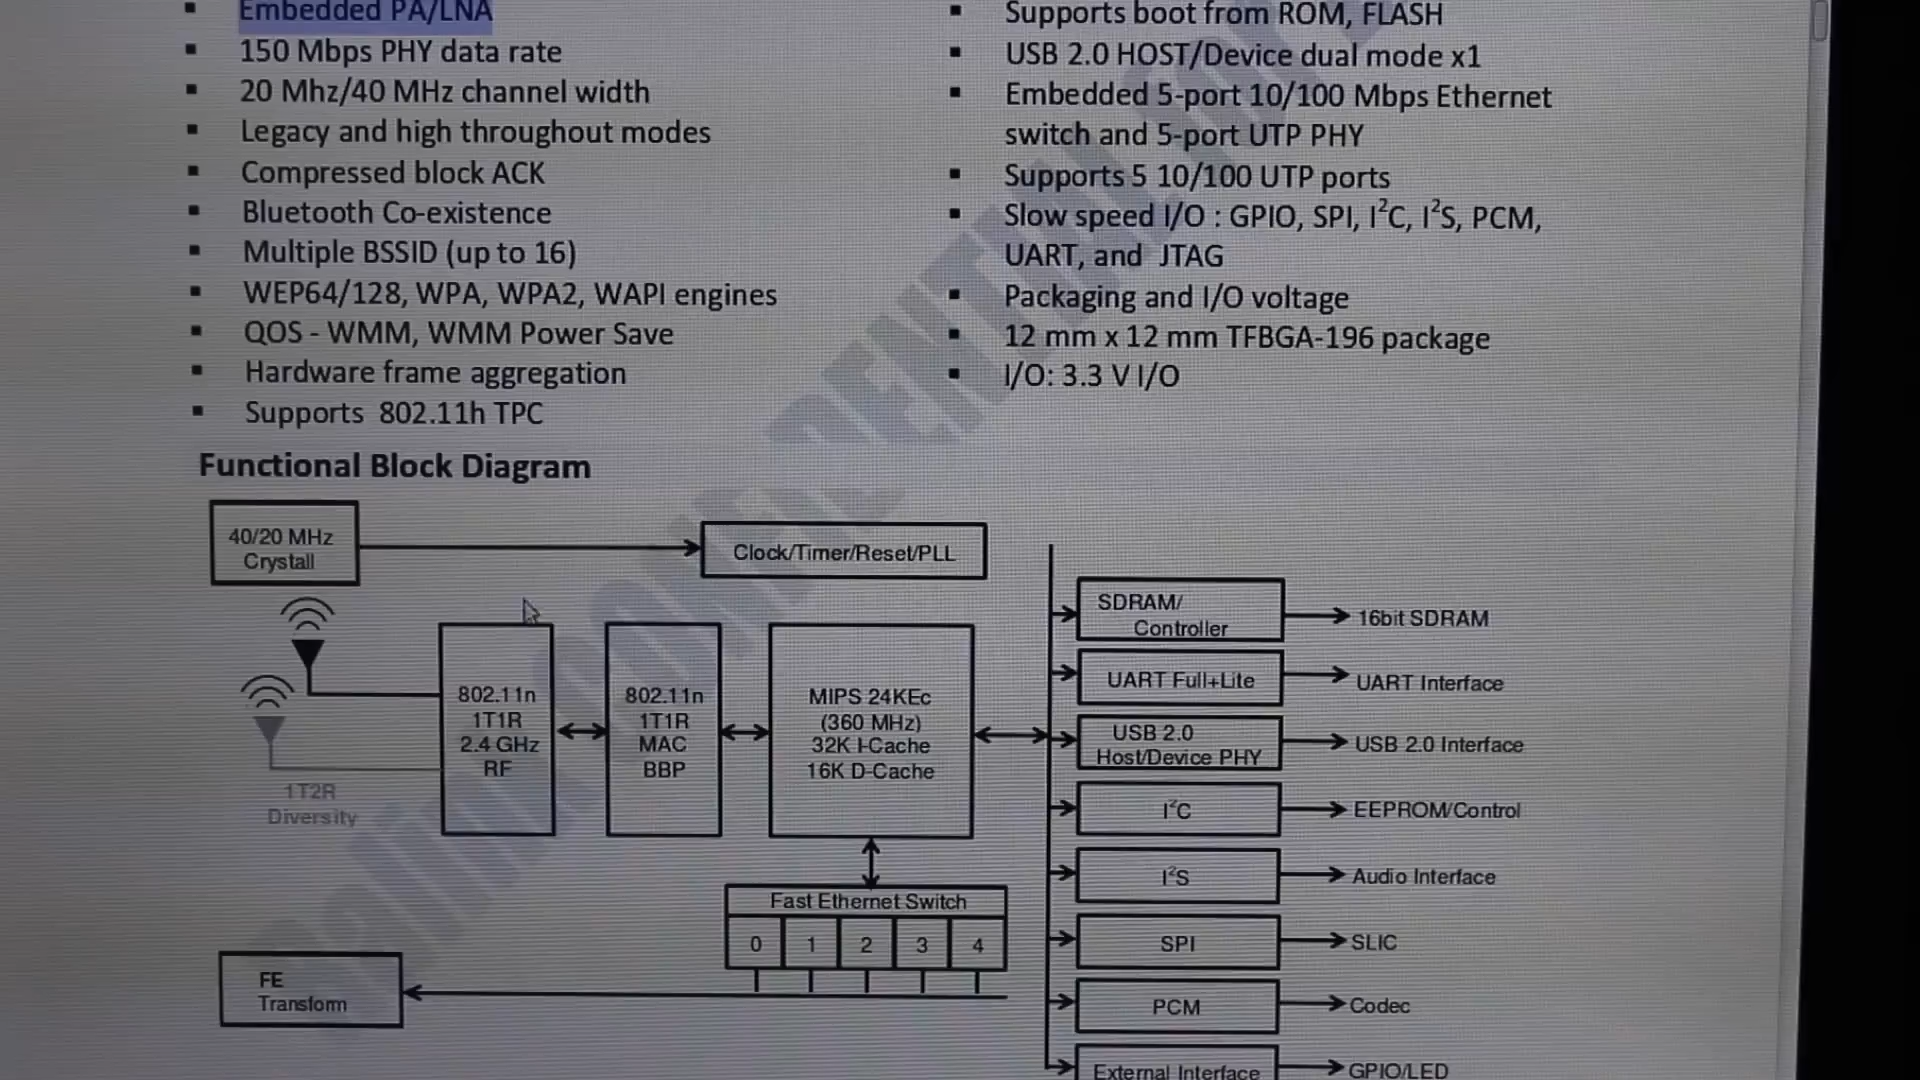 Embedded PA/LNA
150 Mbps PHY data rate
20 Mhz/40 MHz channel width
Legacy and high throughout modes
Compressed block ACK
Bluetooth Co-existence
Multiple BSSID (up to 16)
WEP64/128, WPA, WPA2, WAPI engines
QOS - WMM, WMM Power Save
Hardware frame aggregation
Supports 802.11h TPC
Supports boot from ROM, FLASH
USB 2.0 HOST/Device dual mode x1
Embedded 5-port 10/100 Mbps Ethernet
switch and 5-port UTP PHY
Supports 5 10/100 UTP ports
Slow speed I/O : GPIO, SPI, I²C, I²S, PCM,
UART, and JTAG
Packaging and I/O voltage
12 mm x 12 mm TFBGA-196 package
I/O: 3.3 V I/O
Functional Block Diagram
40/20 MHz
Crystall
Clock/Timer/Reset/PLL
SDRAM/
Controller
16bit SDRAM
UART Full+Lite
UART Interface
802.11n
1T1R
2.4 GHz
RF
802.11n
1T1R
MAC
BBP
MIPS 24KEc
(360 MHz)
32K I-Cache
16K D-Cache
USB 2.0
Host/Device PHY
USB 2.0 Interface
1T2R
Diversity
I²C
EEPROM/Control
I²S
Audio Interface
Fast Ethernet Switch
0 1 2 3 4
SPI
SLIC
FE
Transform
PCM
Codec
External Interface
GPIO/LED